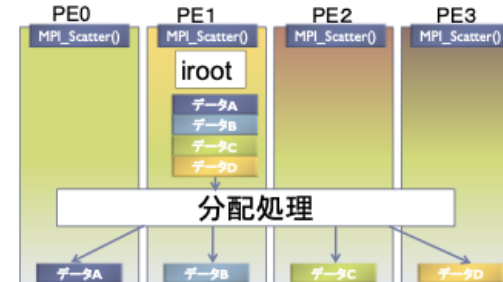 PE0 PE1 PE2 PE3
MPI_Scatter() MPI_Scatter() MPI_Scatter() MPI_Scatter()
iroot
データA
データB
データC
データD
分配処理
データA データB データC データD